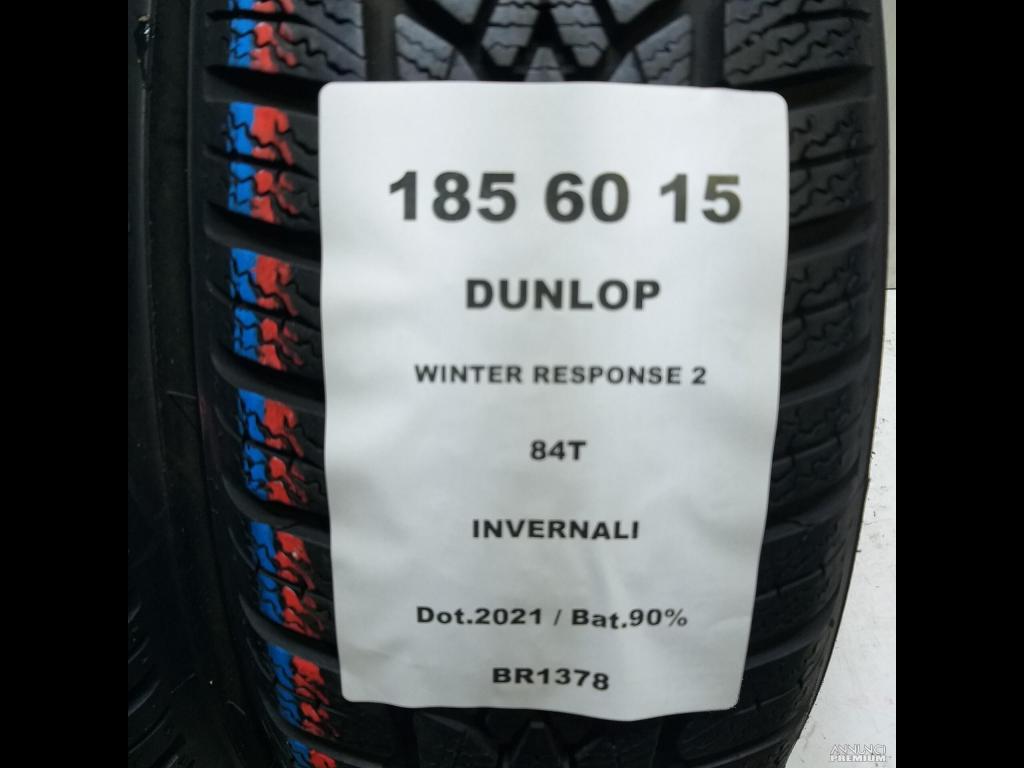 185 60 15
DUNLOP
WINTER RESPONSE 2
84T
INVERNALI
Dot.2021 / Bat.90%
BR1378
ANNUNCI
PREMIUM